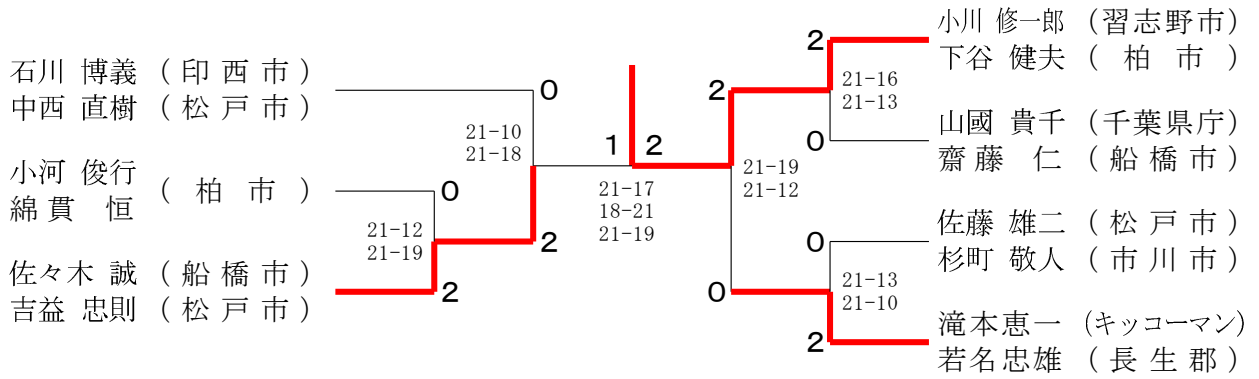 石川 博義 (印西市)
中西 直樹 (松戸市)
小河 俊行
綿貫 恒
(柏市)
佐々木 誠 (船橋市)
吉益 忠則 (松戸市)
0
21-10
21-18
0
21-12
21-19
2
2
1 2
21-17
18-21
21-19
2
21-19
21-12
0
2
21-16
21-13
0
0
21-13
21-10
2
小川 修一郎 (習志野市)
下谷 健夫 (柏市)
山國 貴千 (千葉県庁)
齋藤 仁 (船橋市)
佐藤 雄二 (松戸市)
杉町 敬人 (市川市)
滝本恵一 (キッコーマン)
若名忠雄 (長生郡)